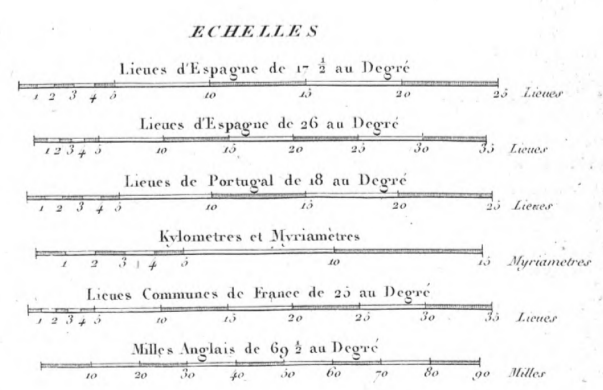 ECHELLES
Lieues d'Espagne de 17 ½ au Degré
1 2 3 4 5 10 15 20 25 Lieues
Lieues d'Espagne de 26 au Degré
1 2 3 4 5 10 15 20 25 30 35 Lieues
Lieues de Portugal de 18 au Degré
1 2 3 4 5 10 15 20 25 Lieues
Kylometres et Myriamètres
1 2 3 4 5 10 15 Myriametres
Lieues Communes de France de 25 au Degré
1 2 3 4 5 10 15 20 25 30 35 Lieues
Milles Anglais de 69 ½ au Degré
10 20 30 40 50 60 70 80 90 Milles